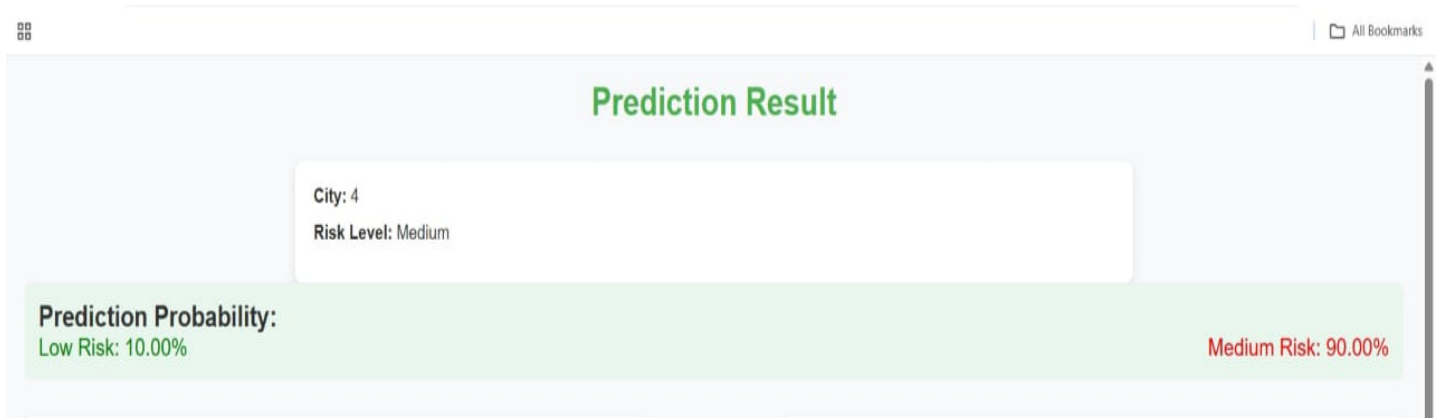 All Bookmarks
Prediction Result
City: 4
Risk Level: Medium
Prediction Probability:
Low Risk: 10.00%
Medium Risk: 90.00%